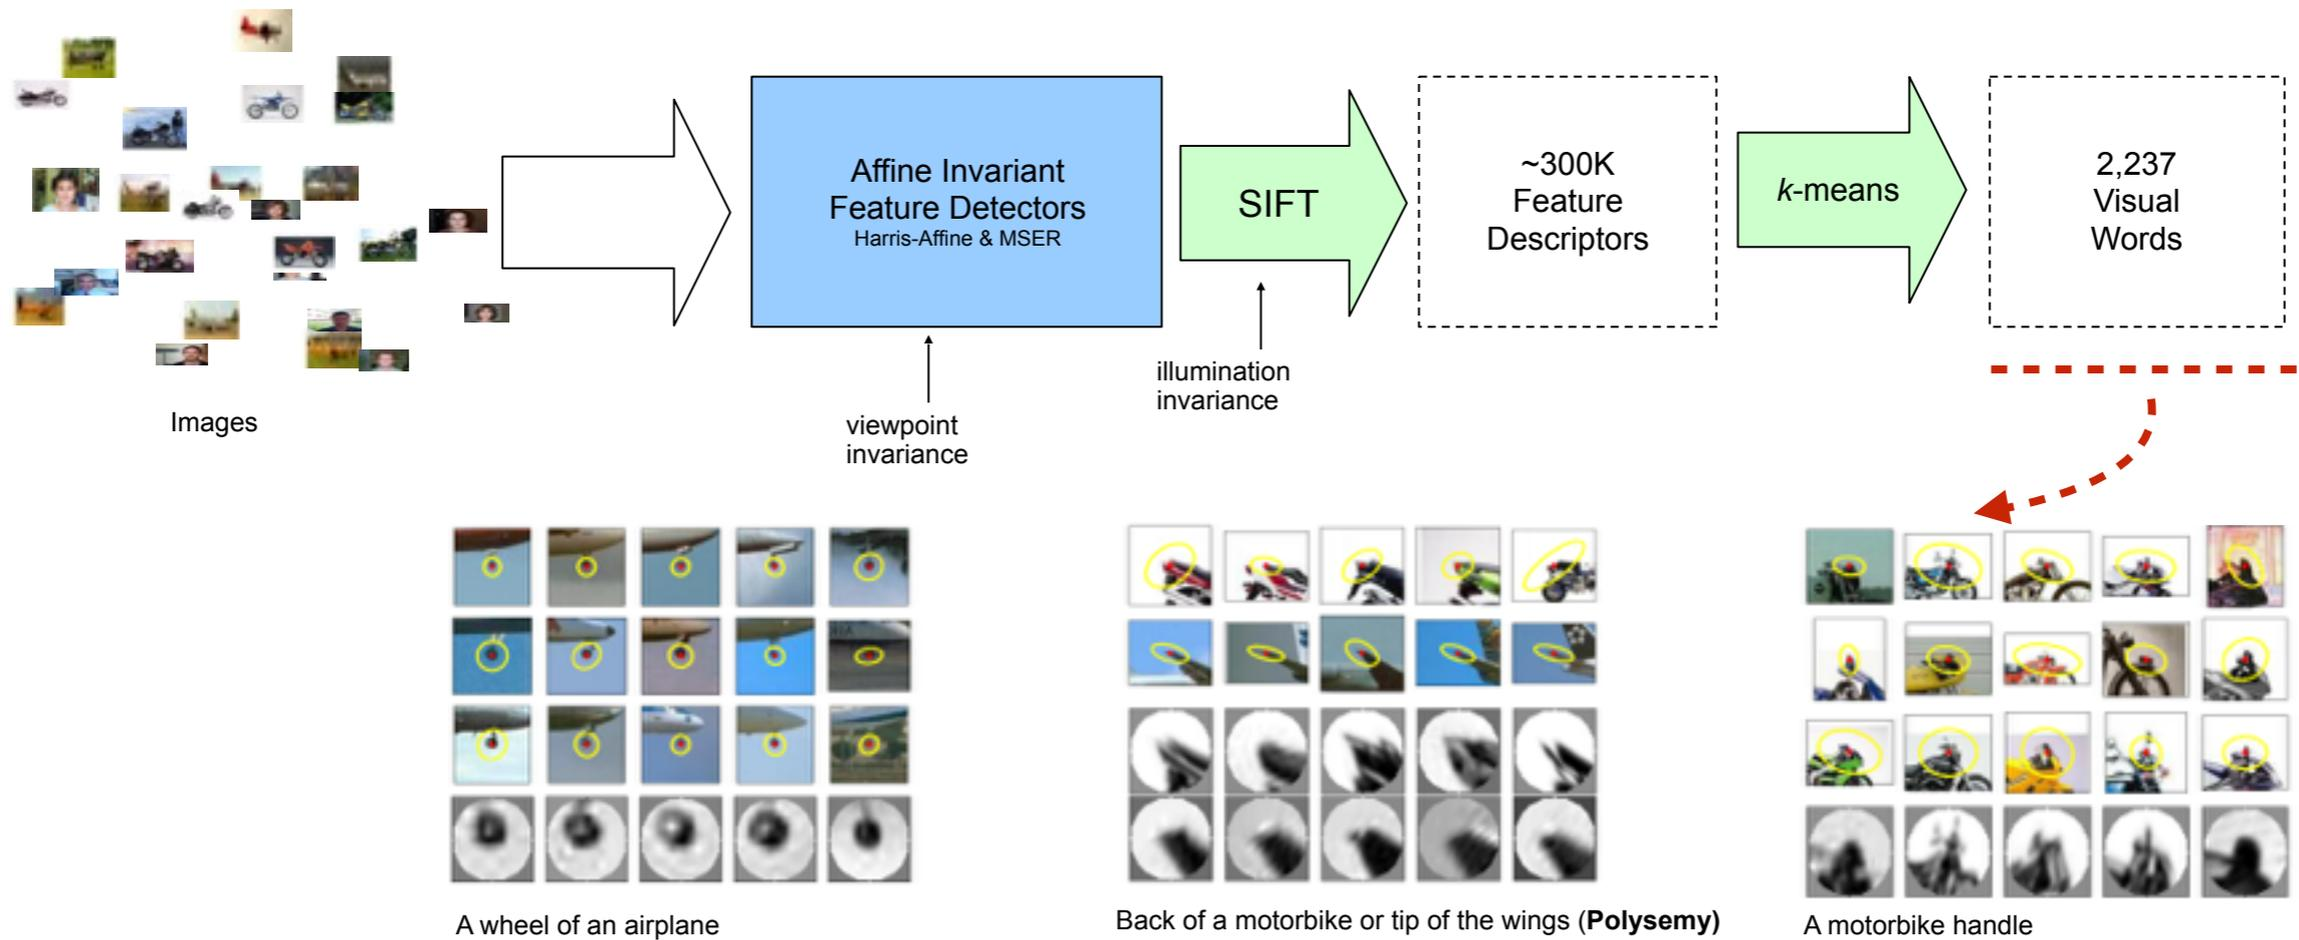 Affine Invariant
Feature Detectors
Harris-Affine & MSER
SIFT
~300K
Feature
Descriptors
k-means
2,237
Visual
Words
Images
viewpoint
invariance
illumination
invariance
A wheel of an airplane
Back of a motorbike or tip of the wings (Polysemy)
A motorbike handle